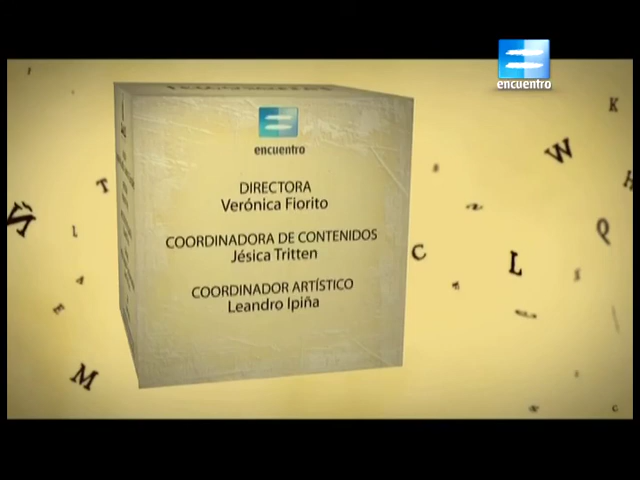 encuentro
encuentro
DIRECTORA
Verónica Fiorito
COORDINADORA DE CONTENIDOS
Jésica Tritten
COORDINADOR ARTÍSTICO
Leandro Ipiña
K
W
T
Ñ
L
C
Q
L
A
E
M
C